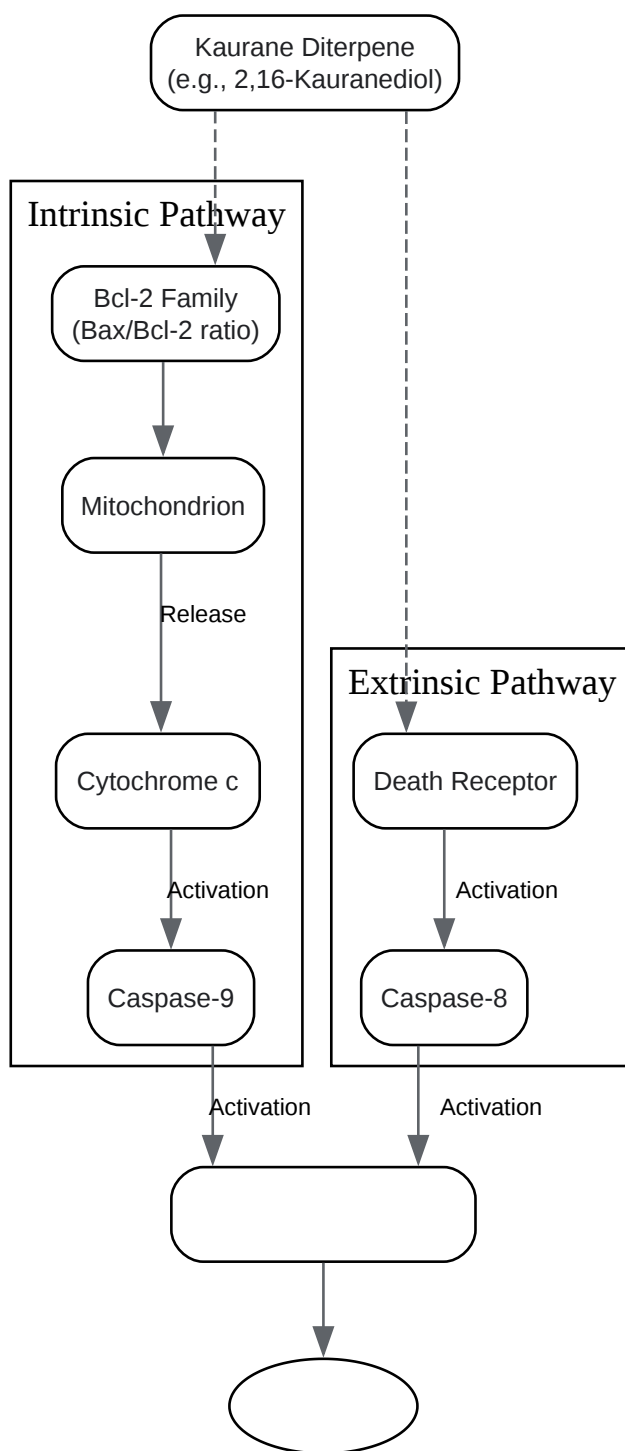 Kaurane Diterpene
(e.g., 2,16-Kauranediol)
Intrinsic Pathway
Bcl-2 Family
(Bax/Bcl-2 ratio)
Mitochondrion
Release
Cytochrome c
Activation
Caspase-9
Activation
Extrinsic Pathway
Death Receptor
Activation
Caspase-8
Activation